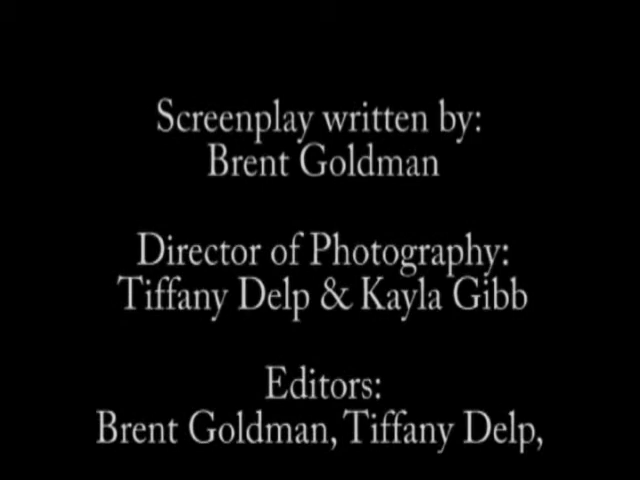 Screenplay written by:
Brent Goldman
Director of Photography:
Tiffany Delp & Kayla Gibb
Editors:
Brent Goldman, Tiffany Delp,